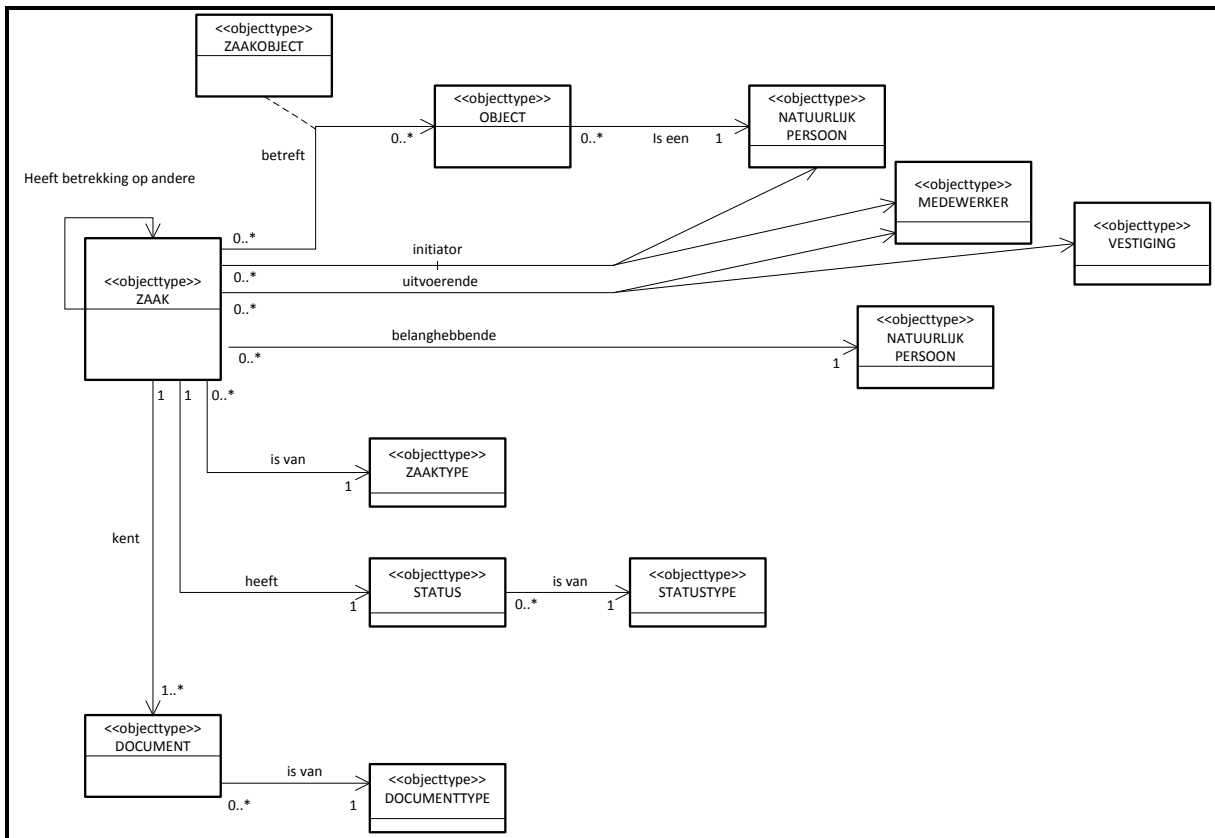 <<objecttype>>
ZAAKOBJECT
<<objecttype>>
OBJECT
<<objecttype>>
NATUURLIJK
PERSOON
0..*
0..*
Is een
1
betreft
Heeft betrekking op andere
<<objecttype>>
MEDEWERKER
<<objecttype>>
VESTIGING
0..*
initiator
<<objecttype>>
ZAAK
0..*
uitvoerende
0..*
<<objecttype>>
NATUURLIJK
PERSOON
belanghebbende
0..*
1
1
1
0..*
<<objecttype>>
ZAAKTYPE
is van
1
kent
<<objecttype>>
STATUS
heeft
1
is van
0..*
1
<<objecttype>>
STATUSTYPE
1..*
<<objecttype>>
DOCUMENT
is van
0..*
1
<<objecttype>>
DOCUMENTTYPE